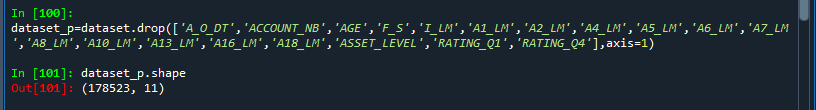 In [100]:
dataset_p=dataset.drop(['A_O_DT','ACCOUNT_NB','AGE','F_S','I_LM','A1_LM','A2_LM','A4_LM','A5_LM','A6_LM','A7_LM
','A8_LM','A10_LM','A13_LM','A16_LM','A18_LM','ASSET_LEVEL','RATING_Q1','RATING_Q4'],axis=1)
In [101]: dataset_p.shape
Out[101]: (178523, 11)